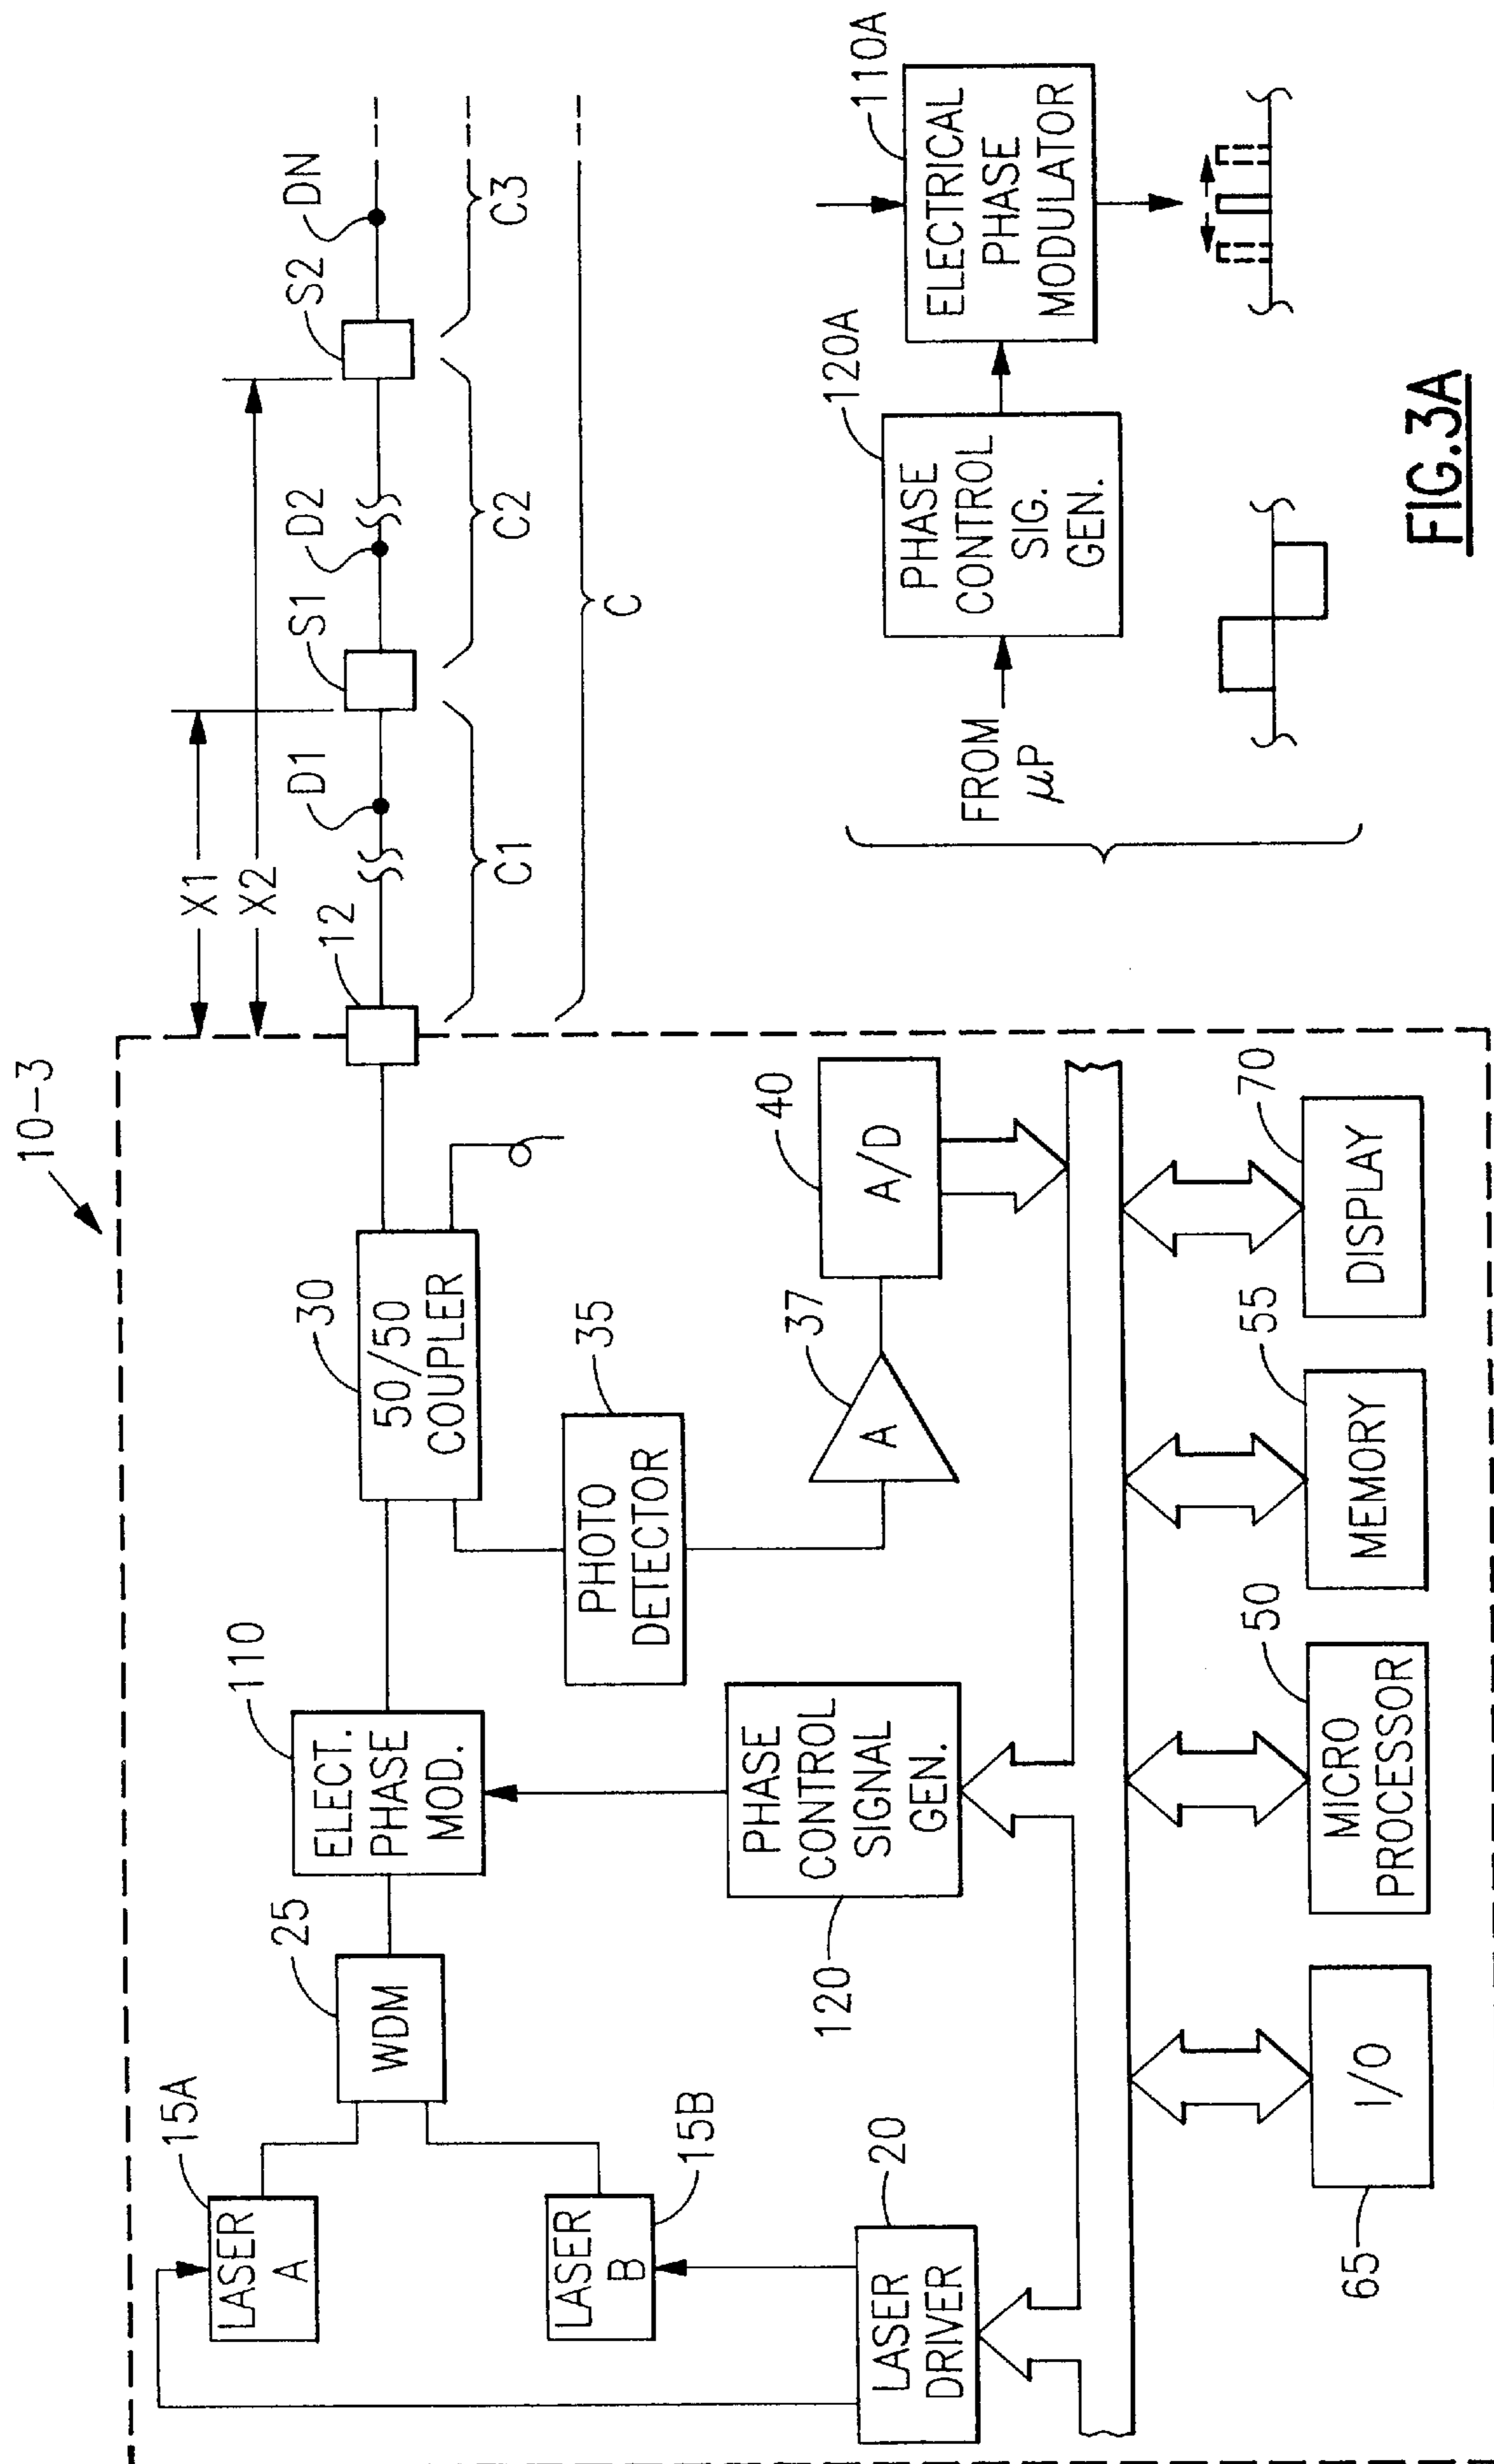 10-3
15A
LASER
A
LASER
B
15B
20
LASER
DRIVER
25
WDM
110
ELECT.
PHASE
MOD.
PHASE
CONTROL
SIGNAL
GEN.
120
30
50/50
COUPLER
35
PHOTO
DETECTOR
37
A
40
A/D
65
I/O
50
MICRO
PROCESSOR
55
MEMORY
70
DISPLAY
12
X1
X2
D1
S1
D2
S2
DN
C1
C2
C3
C
FROM
μP
120A
PHASE
CONTROL
SIG.
GEN.
110A
ELECTRICAL
PHASE
MODULATOR
FIG.3A